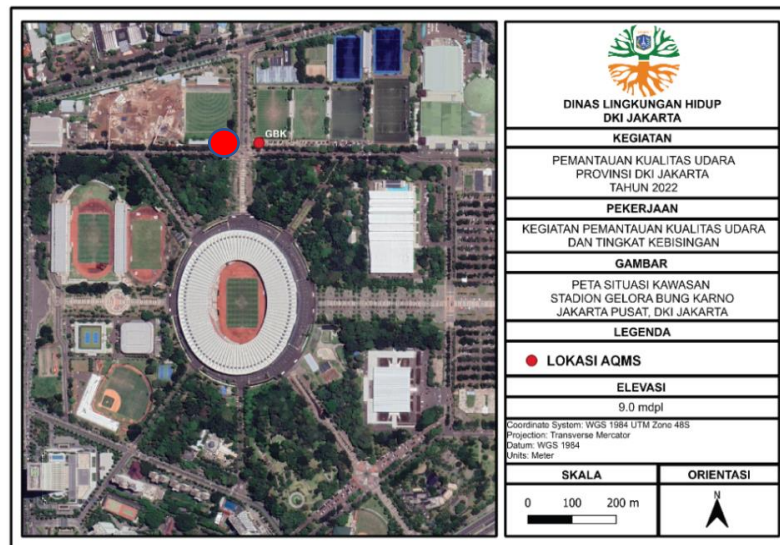 GBK
DINAS LINGKUNGAN HIDUP
DKI JAKARTA
KEGIATAN
PEMANTAUAN KUALITAS UDARA
PROVINSI DKI JAKARTA
TAHUN 2022
PEKERJAAN
KEGIATAN PEMANTAUAN KUALITAS UDARA
DAN TINGKAT KEBISINGAN
GAMBAR
PETA SITUASI KAWASAN
STADION GELORA BUNG KARNO
JAKARTA PUSAT, DKI JAKARTA
LEGENDA
LOKASI AQMS
ELEVASI
9.0 mdpl
Coordinate System: WGS 1984 UTM Zone 48S
Projection: Transverse Mercator
Datum: WGS 1984
Units: Meter
SKALA
0 100 200 m
ORIENTASI
N